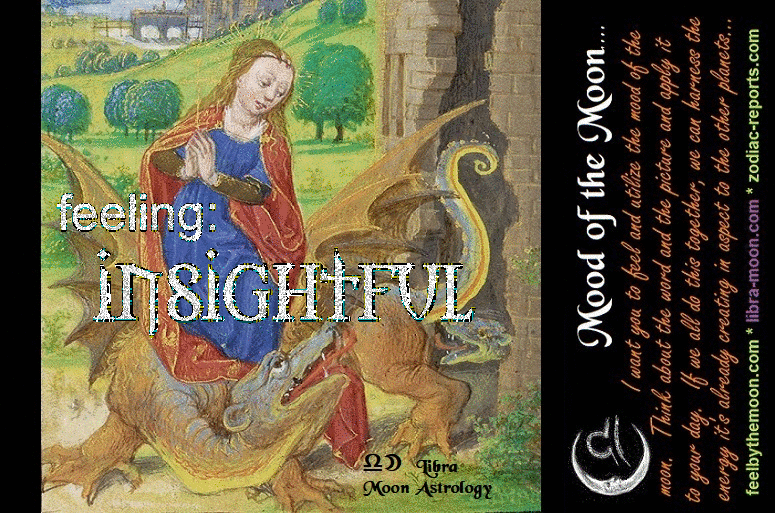 feeling:
iNSiGHTFUL
Libra
Moon Astrology
Mood of the Moon....
I want you to feel and utilize the mood of the
moon. Think about the word and the picture and apply it
to your day. If we all do this together, we can harness the
energy it's already creating in aspect to the other planets...
feelbythemoon.com * libra-moon.com * zodiac-reports.com